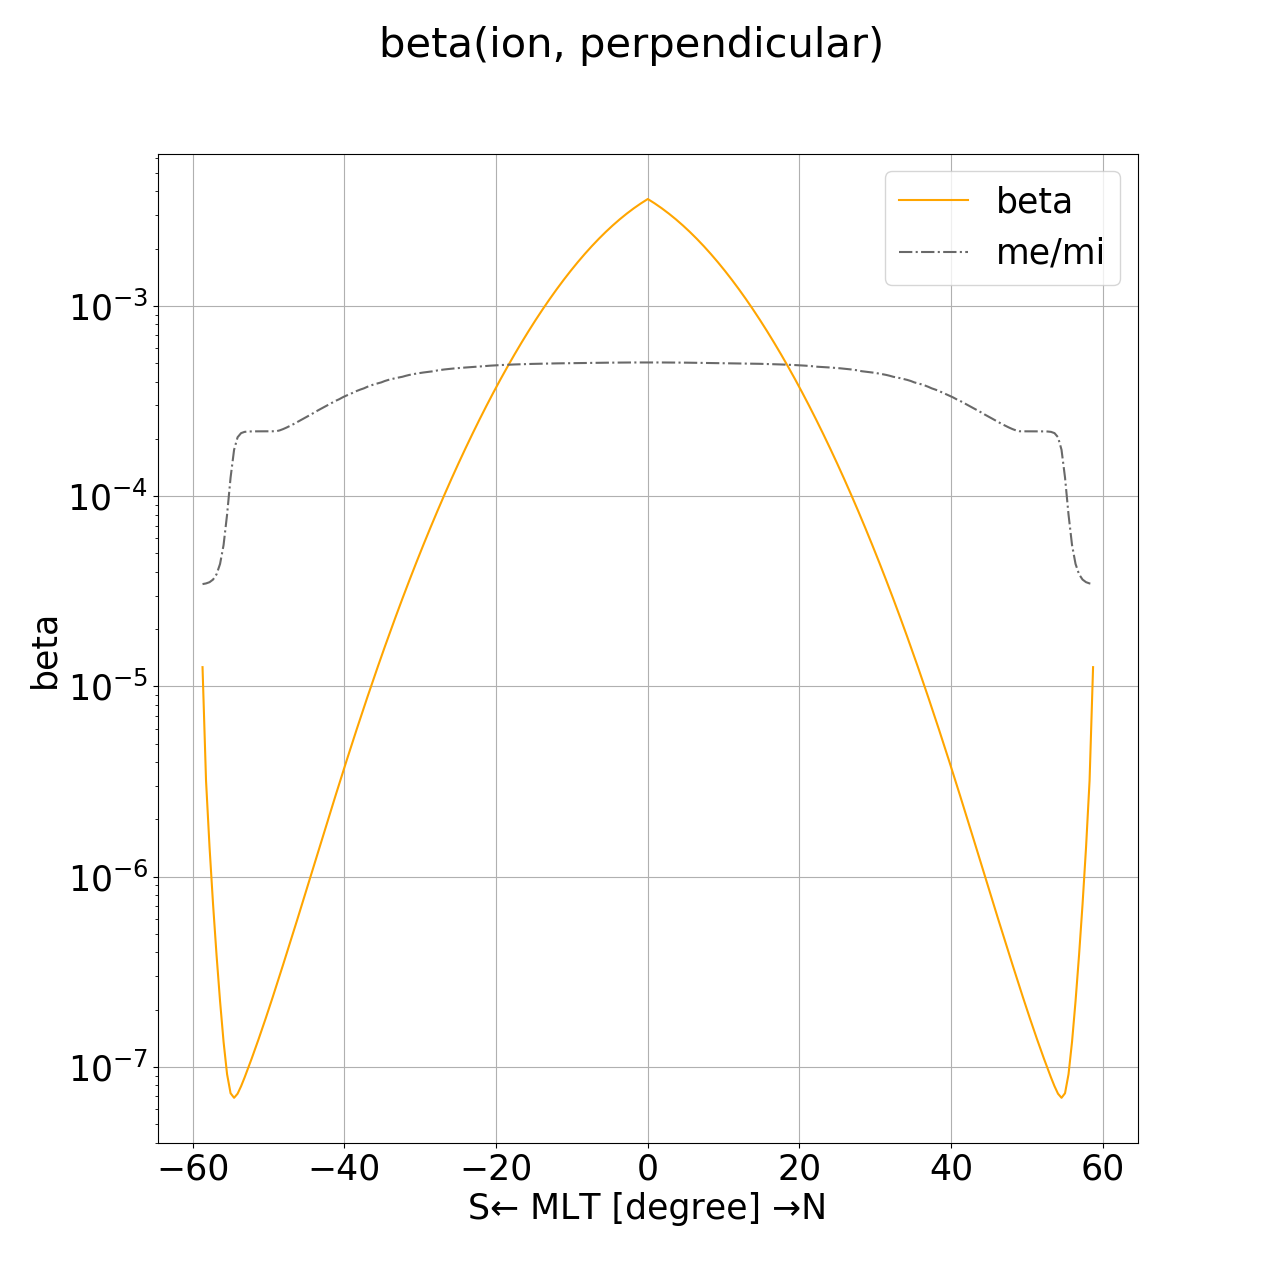 beta(ion, perpendicular)
beta
me/mi
10⁻³
10⁻⁴
10⁻⁵
10⁻⁶
10⁻⁷
beta
−60 −40 −20 0 20 40 60
S← MLT [degree] →N